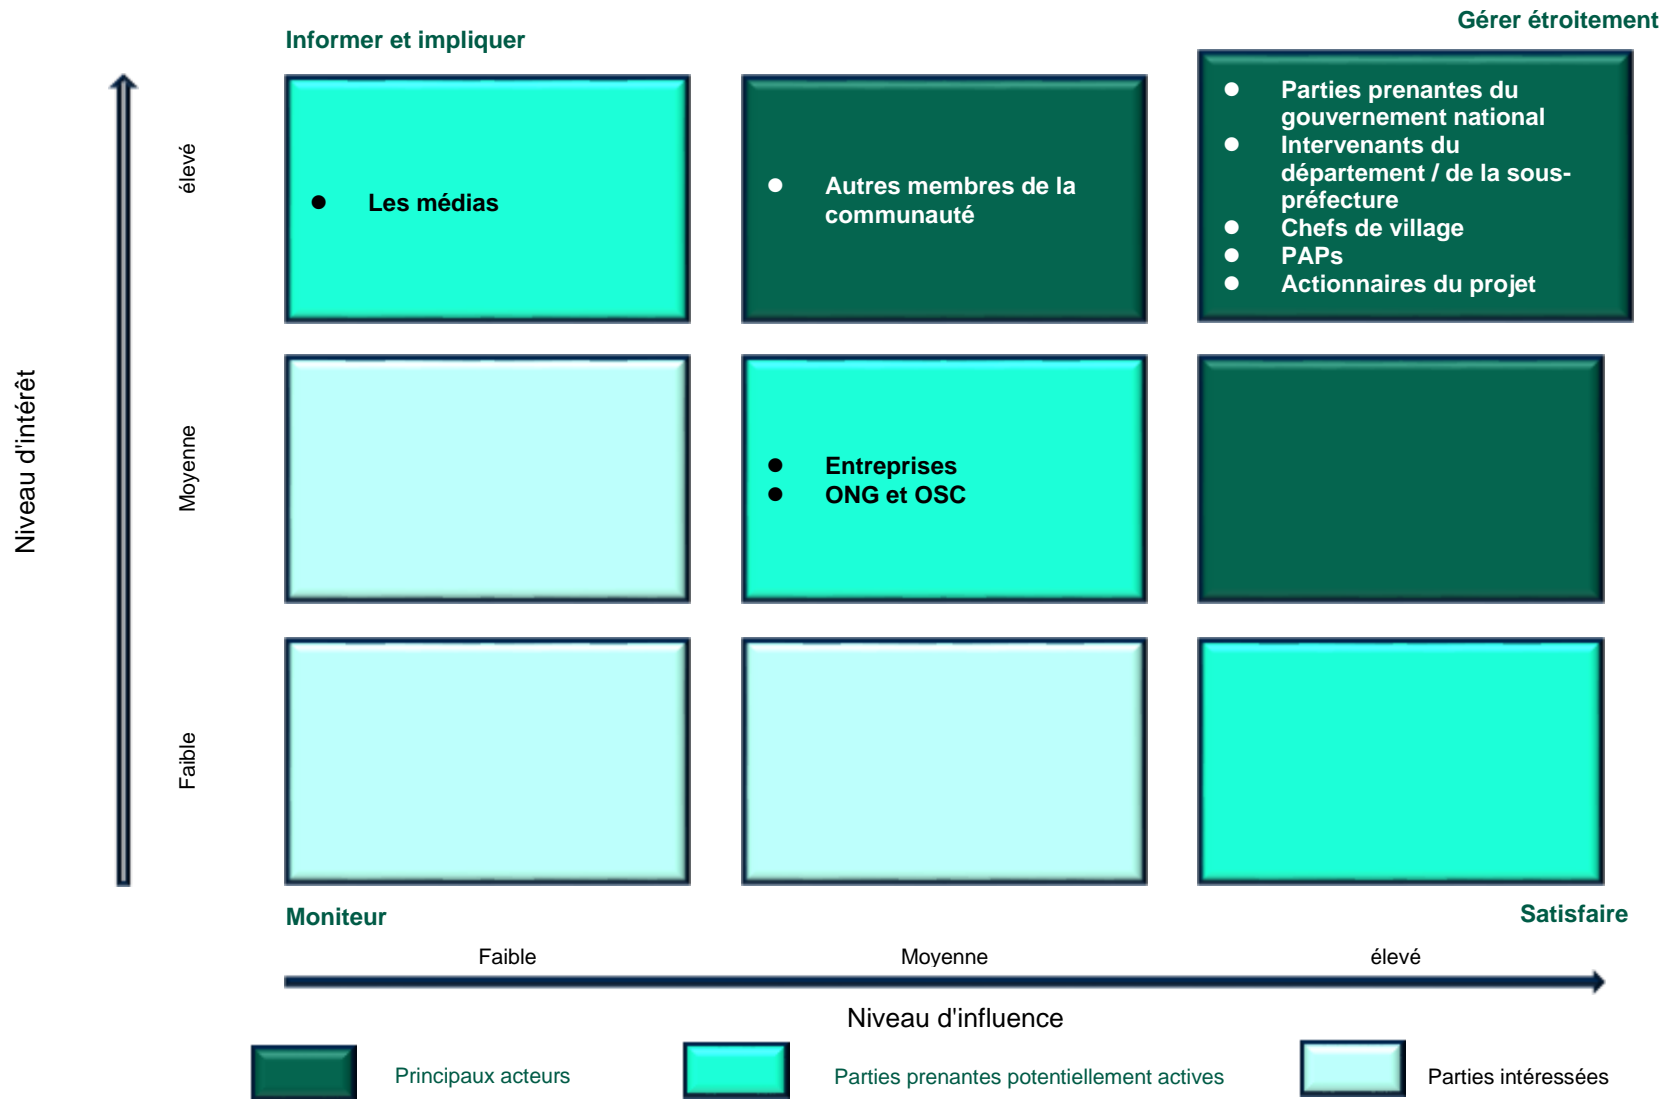 Gérer étroitement
Informer et impliquer
Niveau d'intérêt
élevé
Moyenne
Faible
● Les médias
● Autres membres de la
communauté
● Parties prenantes du
gouvernement national
● Intervenants du
département / de la sous-
préfecture
● Chefs de village
● PAPs
● Actionnaires du projet
● Entreprises
● ONG et OSC
Moniteur
Satisfaire
Faible
Moyenne
élevé
Niveau d'influence
Principaux acteurs
Parties prenantes potentiellement actives
Parties intéressées